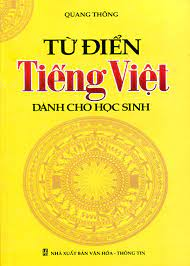 QUANG THÔNG
TỪ ĐIỂN
Tiếng Việt
DÀNH CHO HỌC SINH
NHÀ XUẤT BẢN VĂN HÓA - THÔNG TIN